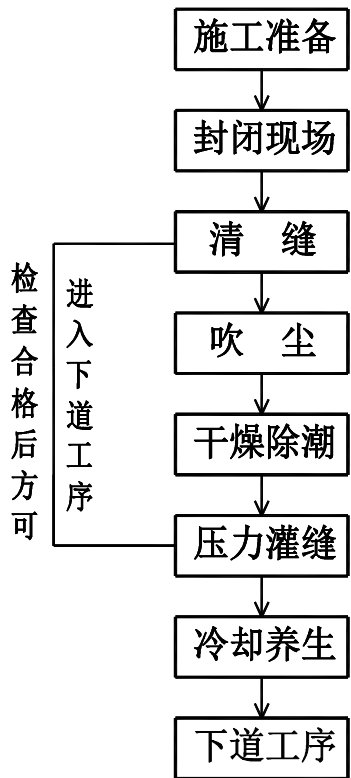 施工准备
封闭现场
清 缝
吹 尘
干燥除潮
压力灌缝
冷却养生
下道工序
检查合格后方可
进入下道工序